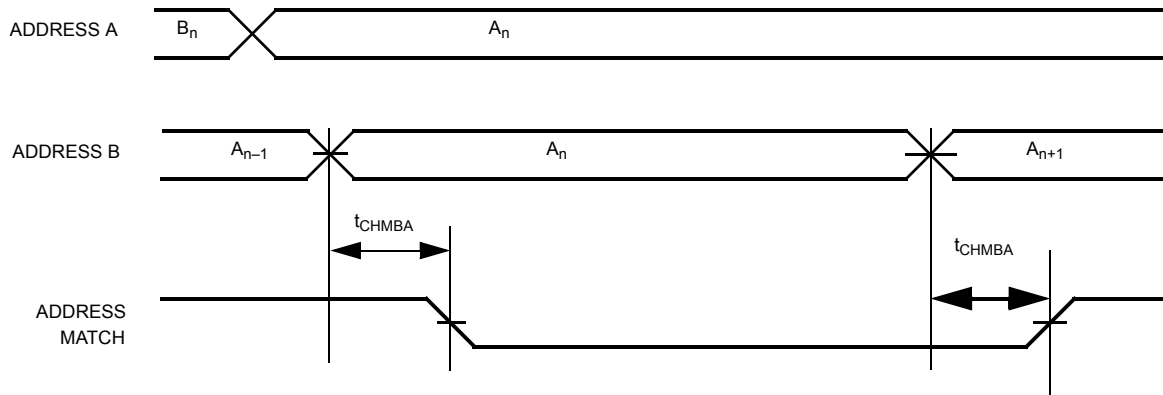 ADDRESS A Bn An
ADDRESS B An–1 An An+1
tCHMBA
tCHMBA
ADDRESS
MATCH